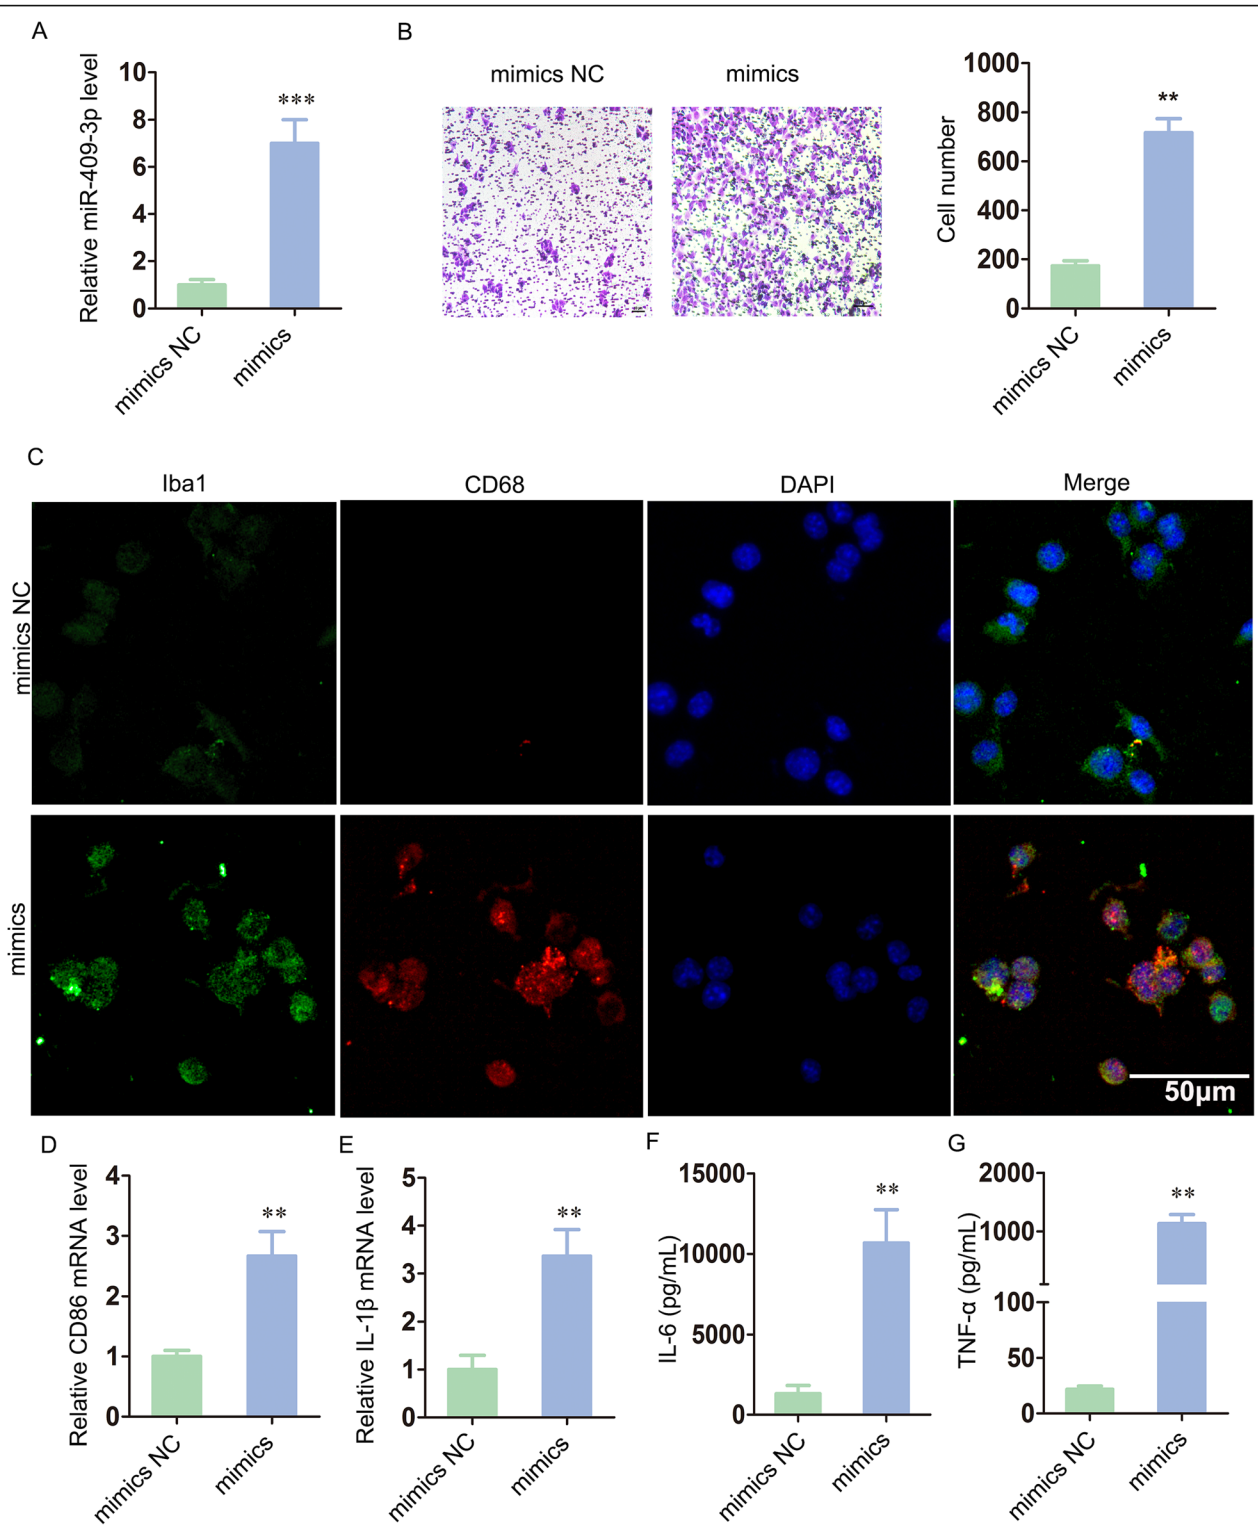 A
Relative miR-409-3p level
10
8
6
4
2
0
***
mimics NC
mimics
B
mimics NC
mimics
Cell number
1000
800
600
400
200
0
**
mimics NC
mimics
C
Iba1
CD68
DAPI
Merge
mimics NC
mimics
50μm
D
Relative CD86 mRNA level
4
3
2
1
0
**
mimics NC
mimics
E
Relative IL-1β mRNA level
5
4
3
2
1
0
**
mimics NC
mimics
F
IL-6 (pg/mL)
15000
10000
5000
0
**
mimics NC
mimics
G
TNF-α (pg/mL)
2000
1000
100
50
0
**
mimics NC
mimics